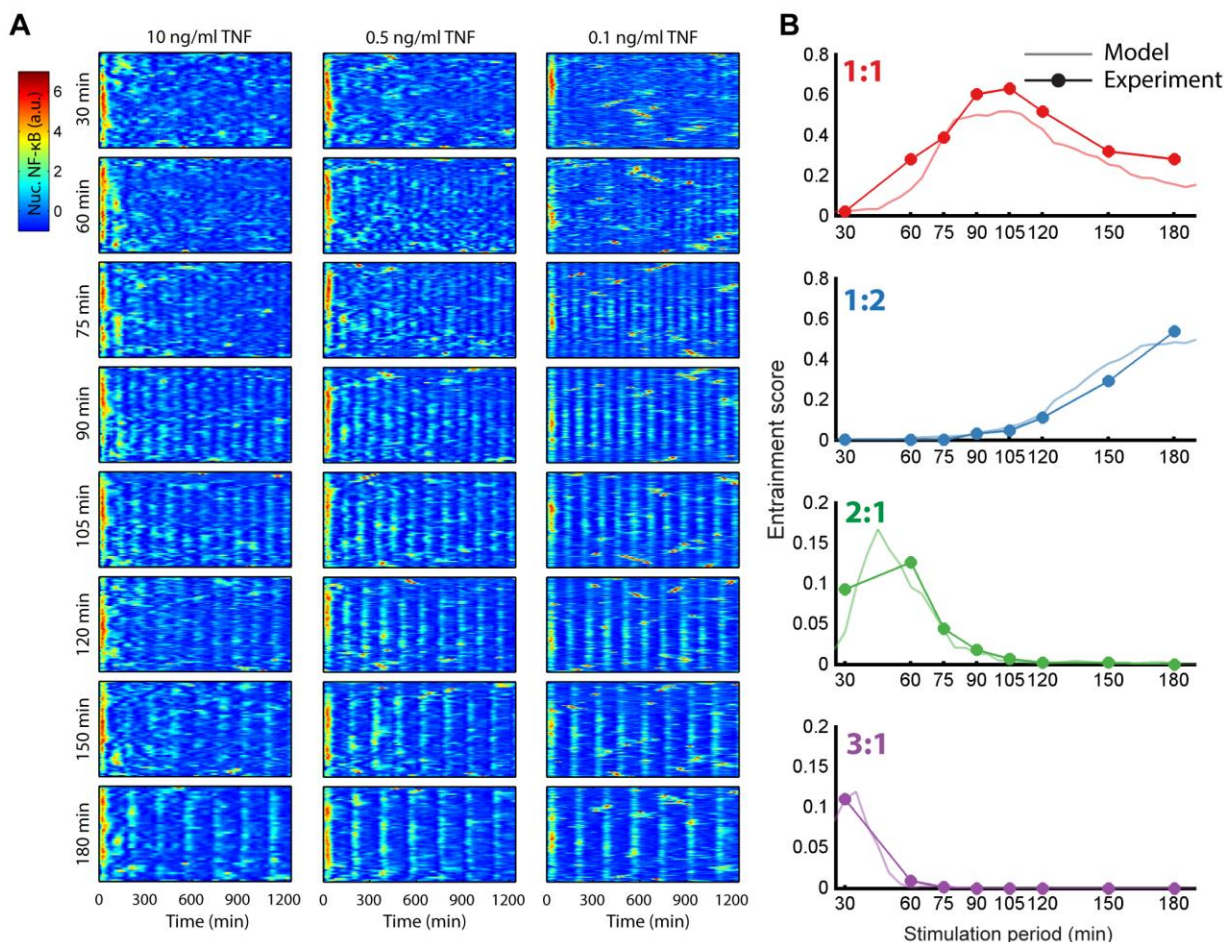 A
10 ng/ml TNF
0.5 ng/ml TNF
0.1 ng/ml TNF
Nuc. NF-κB (a.u.)
6
4
2
0
30 min
60 min
75 min
90 min
105 min
120 min
150 min
180 min
0 300 600 900 1200
0 300 600 900 1200
0 300 600 900 1200
Time (min)
Time (min)
Time (min)
B
Model
Experiment
Entrainment score
1:1
0.8
0.6
0.4
0.2
0
30 60 75 90 105 120 150 180
1:2
0.8
0.6
0.4
0.2
0
30 60 75 90 105 120 150 180
2:1
0.2
0.15
0.1
0.05
0
30 60 75 90 105 120 150 180
3:1
0.2
0.15
0.1
0.05
0
30 60 75 90 105 120 150 180
Stimulation period (min)